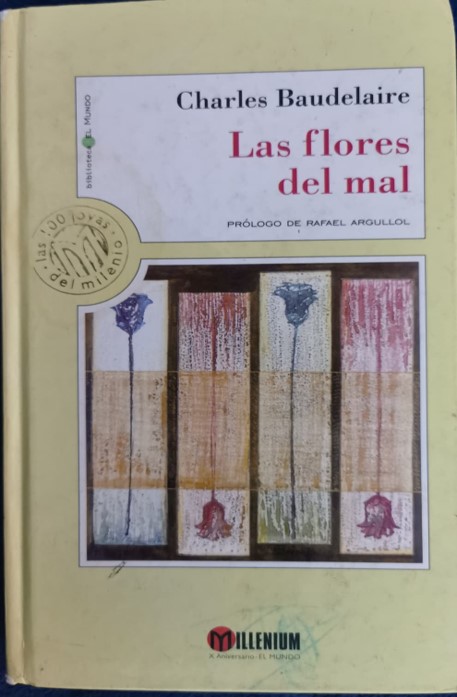 Charles Baudelaire
Las flores
del mal
PRÓLOGO DE RAFAEL ARGULLOL
biblioteca EL MUNDO
las 100 joyas
del milenio
MILLENIUM
X Aniversario - EL MUNDO